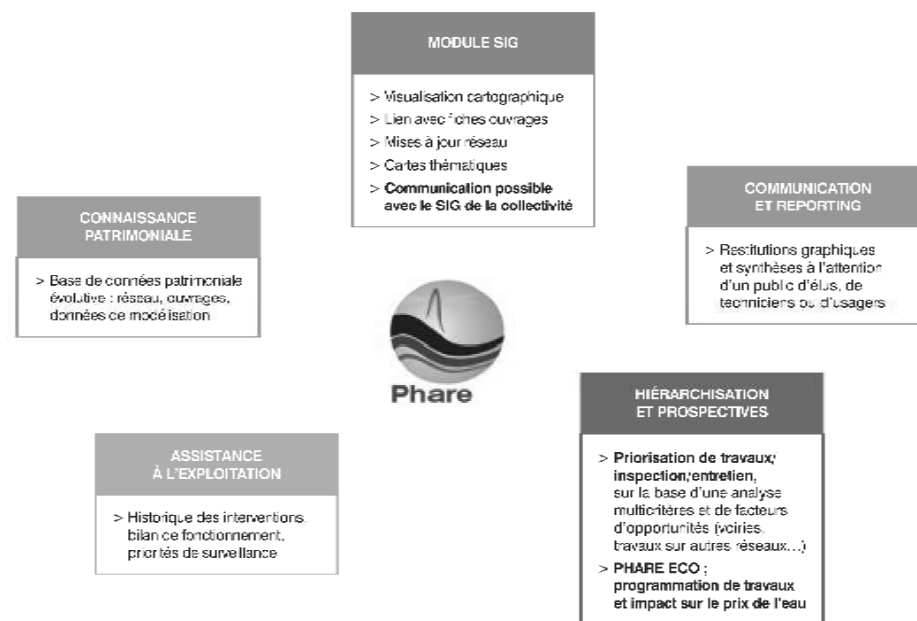 MODULE SIG
> Visualisation cartographique
> Lien avec fiches ouvrages
> Mises à jour réseau
> Cartes thématiques
> Communication possible
avec le SIG de la collectivité
CONNAISSANCE
PATRIMONIALE
> Base de données patrimoniale
évolutive : réseau, ouvrages,
données de modélisation
COMMUNICATION
ET REPORTING
> Restitutions graphiques
et synthèses à l'attention
d'un public d'élus, de
techniciens ou d'usagers
Phare
ASSISTANCE
À L'EXPLOITATION
> Historique des interventions,
bilan de fonctionnement,
priorités de surveillance
HIÉRARCHISATION
ET PROSPECTIVES
> Priorisation de travaux/
inspection/entretien,
sur la base d'une analyse
multicritères et de facteurs
d'opportunités (voiries,
travaux sur autres réseaux...)
> PHARE ECO :
programmation de travaux
et impact sur le prix de l'eau